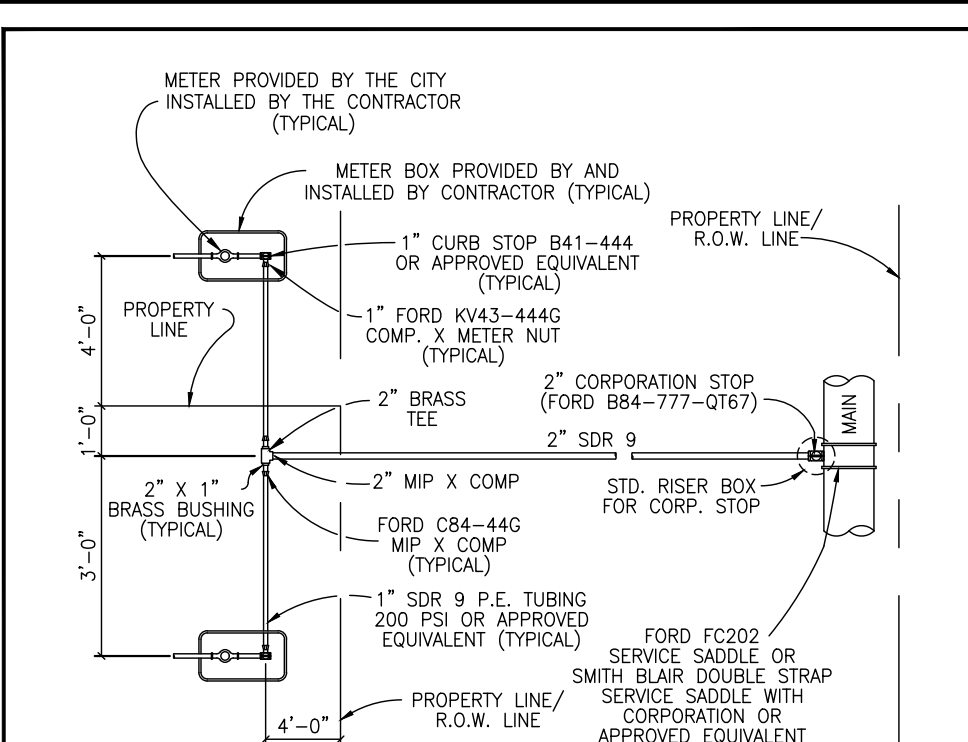 METER PROVIDED BY THE CITY
INSTALLED BY THE CONTRACTOR
(TYPICAL)
METER BOX PROVIDED BY AND
INSTALLED BY CONTRACTOR (TYPICAL)
PROPERTY LINE/
R.O.W. LINE
1" CURB STOP B41-444
OR APPROVED EQUIVALENT
(TYPICAL)
PROPERTY
LINE
4'-0"
1" FORD KV43-444G
COMP. X METER NUT
(TYPICAL)
2" BRASS
TEE
2" CORPORATION STOP
(FORD B84-777-QT67)
MAIN
1'-0"
2" SDR 9
2" MIP X COMP
2" X 1"
BRASS BUSHING
(TYPICAL)
STD. RISER BOX
FOR CORP. STOP
FORD C84-44G
MIP X COMP
(TYPICAL)
3'-0"
1" SDR 9 P.E. TUBING
200 PSI OR APPROVED
EQUIVALENT (TYPICAL)
FORD FC202
SERVICE SADDLE OR
SMITH BLAIR DOUBLE STRAP
SERVICE SADDLE WITH
CORPORATION OR
APPROVED EQUIVALENT
PROPERTY LINE/
R.O.W. LINE
4'-0"